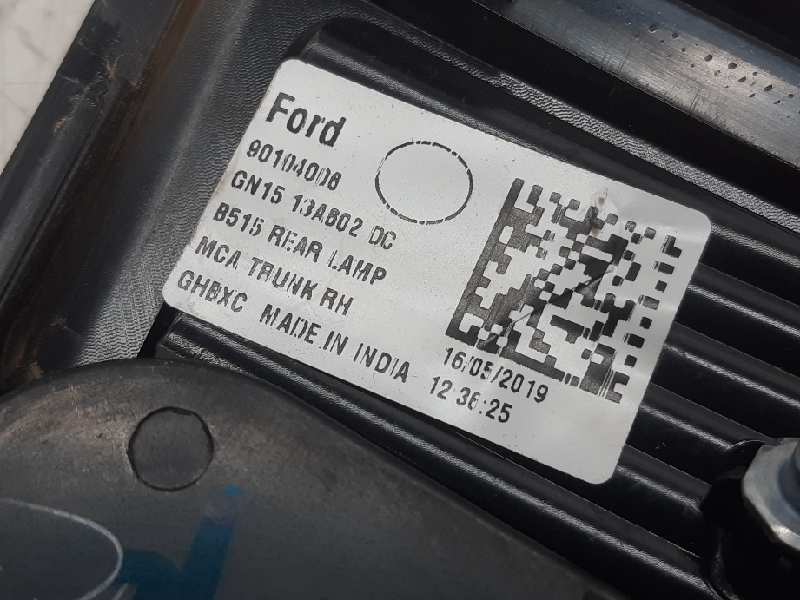 Ford
90104008
GN15 13A602 DC
B515 REAR LAMP
MCA TRUNK RH
GHBXC MADE IN INDIA
16/05/2019
12:36:25